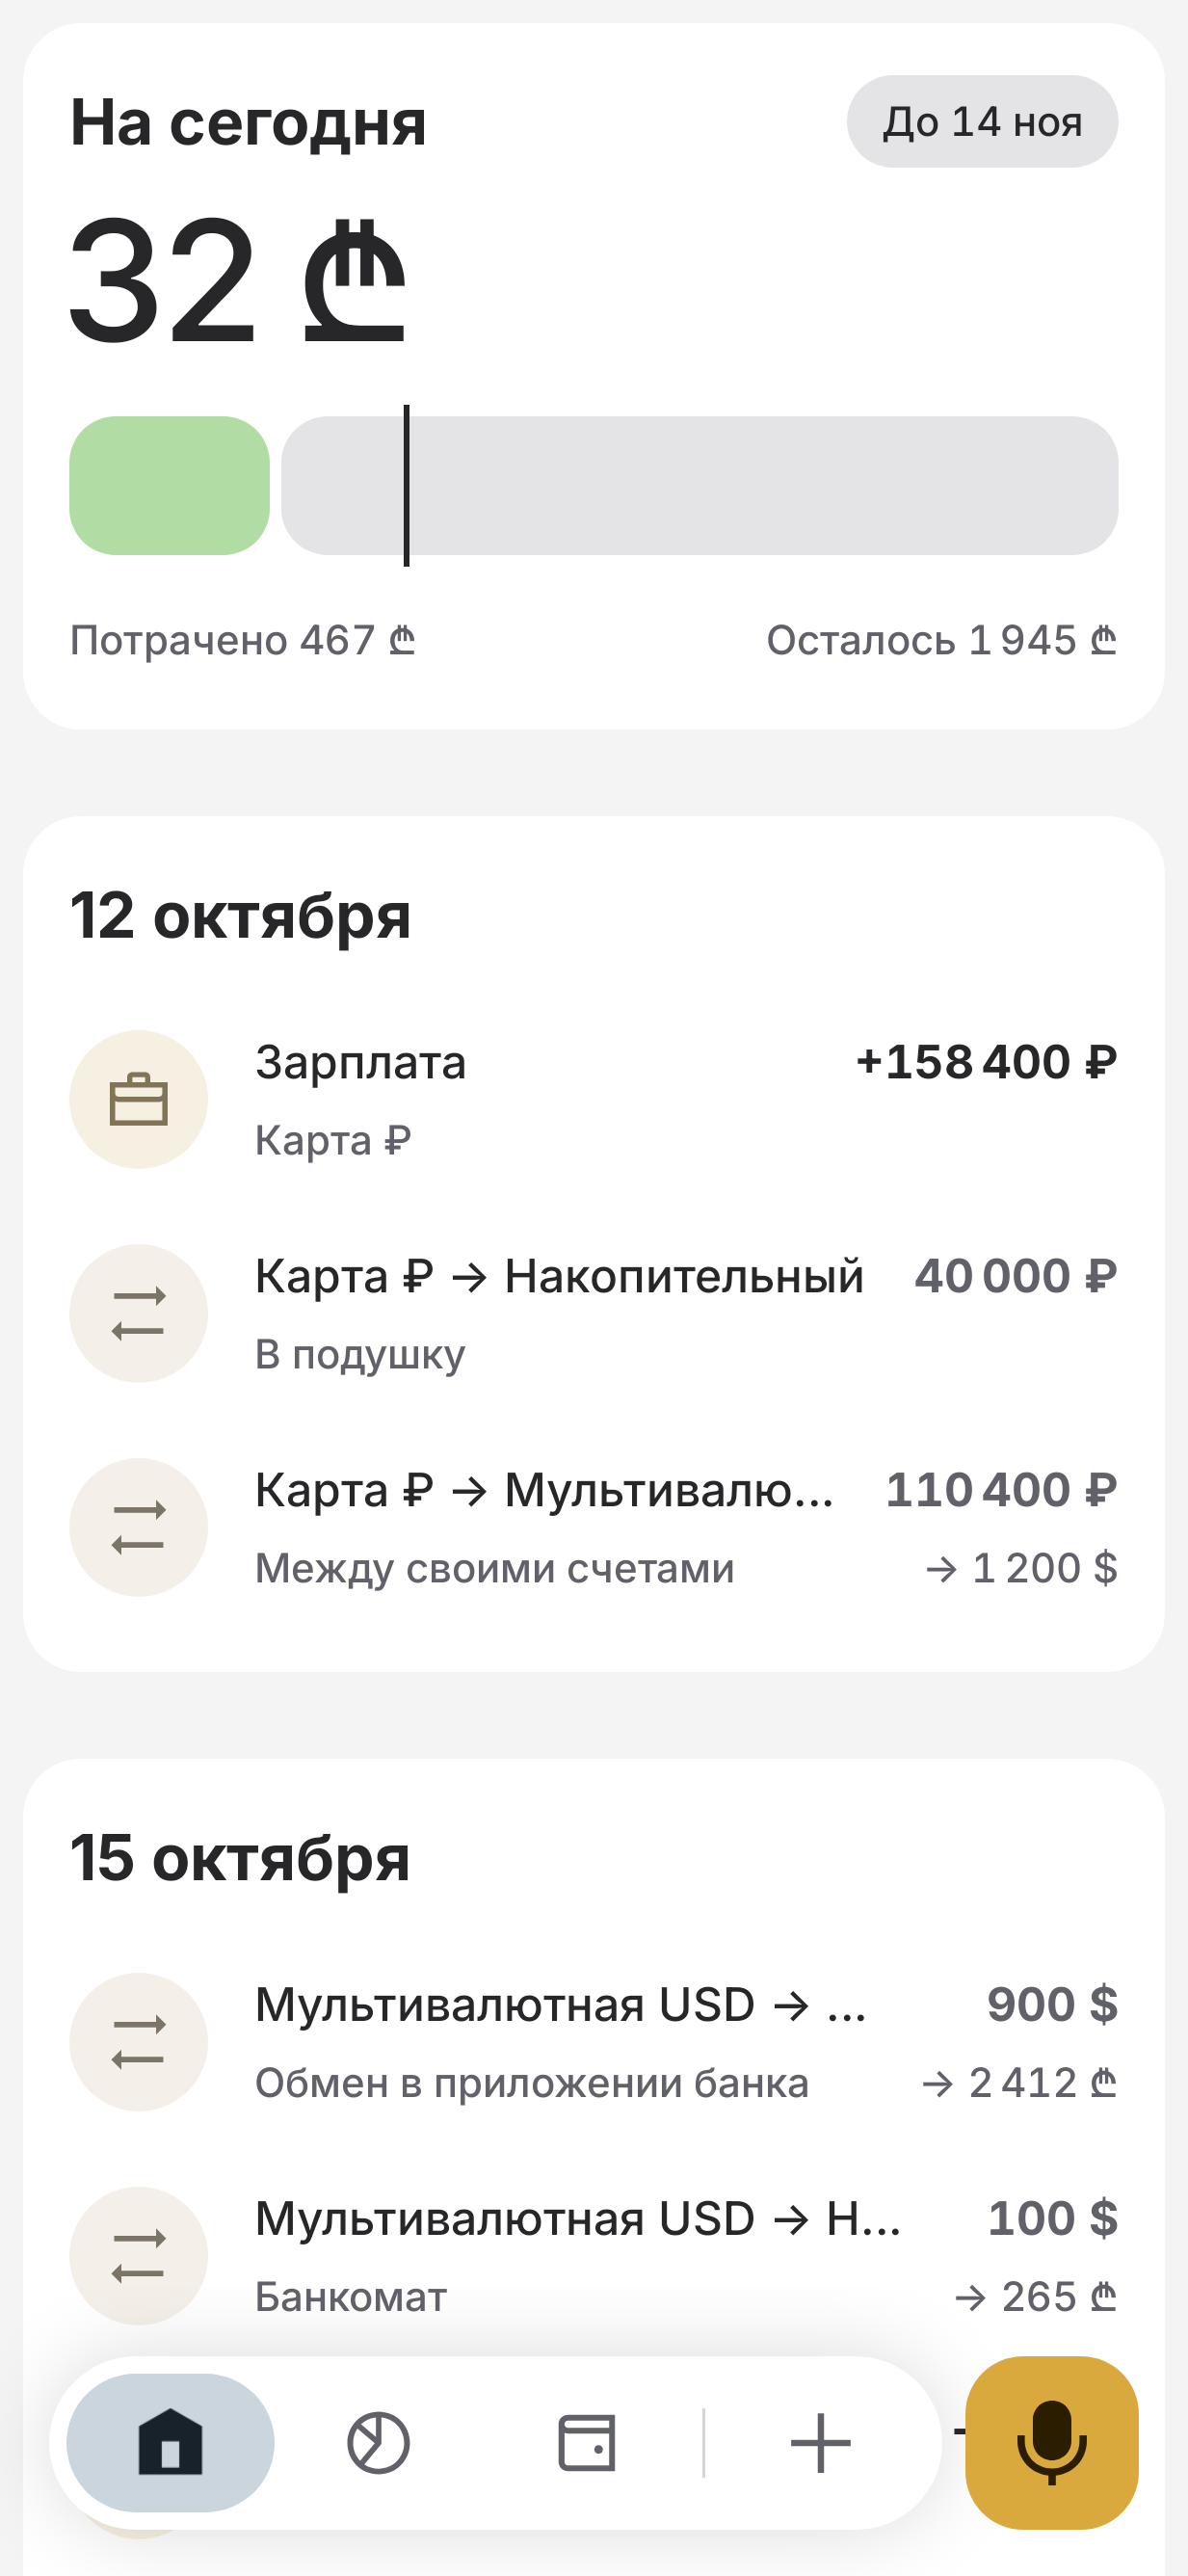 На сегодня
До 14 ноя
32 ₾
Потрачено 467 ₾
Осталось 1 945 ₾
12 октября
Зарплата
+158 400 ₽
Карта ₽
Карта ₽ → Накопительный
40 000 ₽
В подушку
Карта ₽ → Мультивалю...
110 400 ₽
Между своими счетами
→ 1 200 $
15 октября
Мультивалютная USD → ...
900 $
Обмен в приложении банка
→ 2 412 ₾
Мультивалютная USD → Н...
100 $
Банкомат
→ 265 ₾